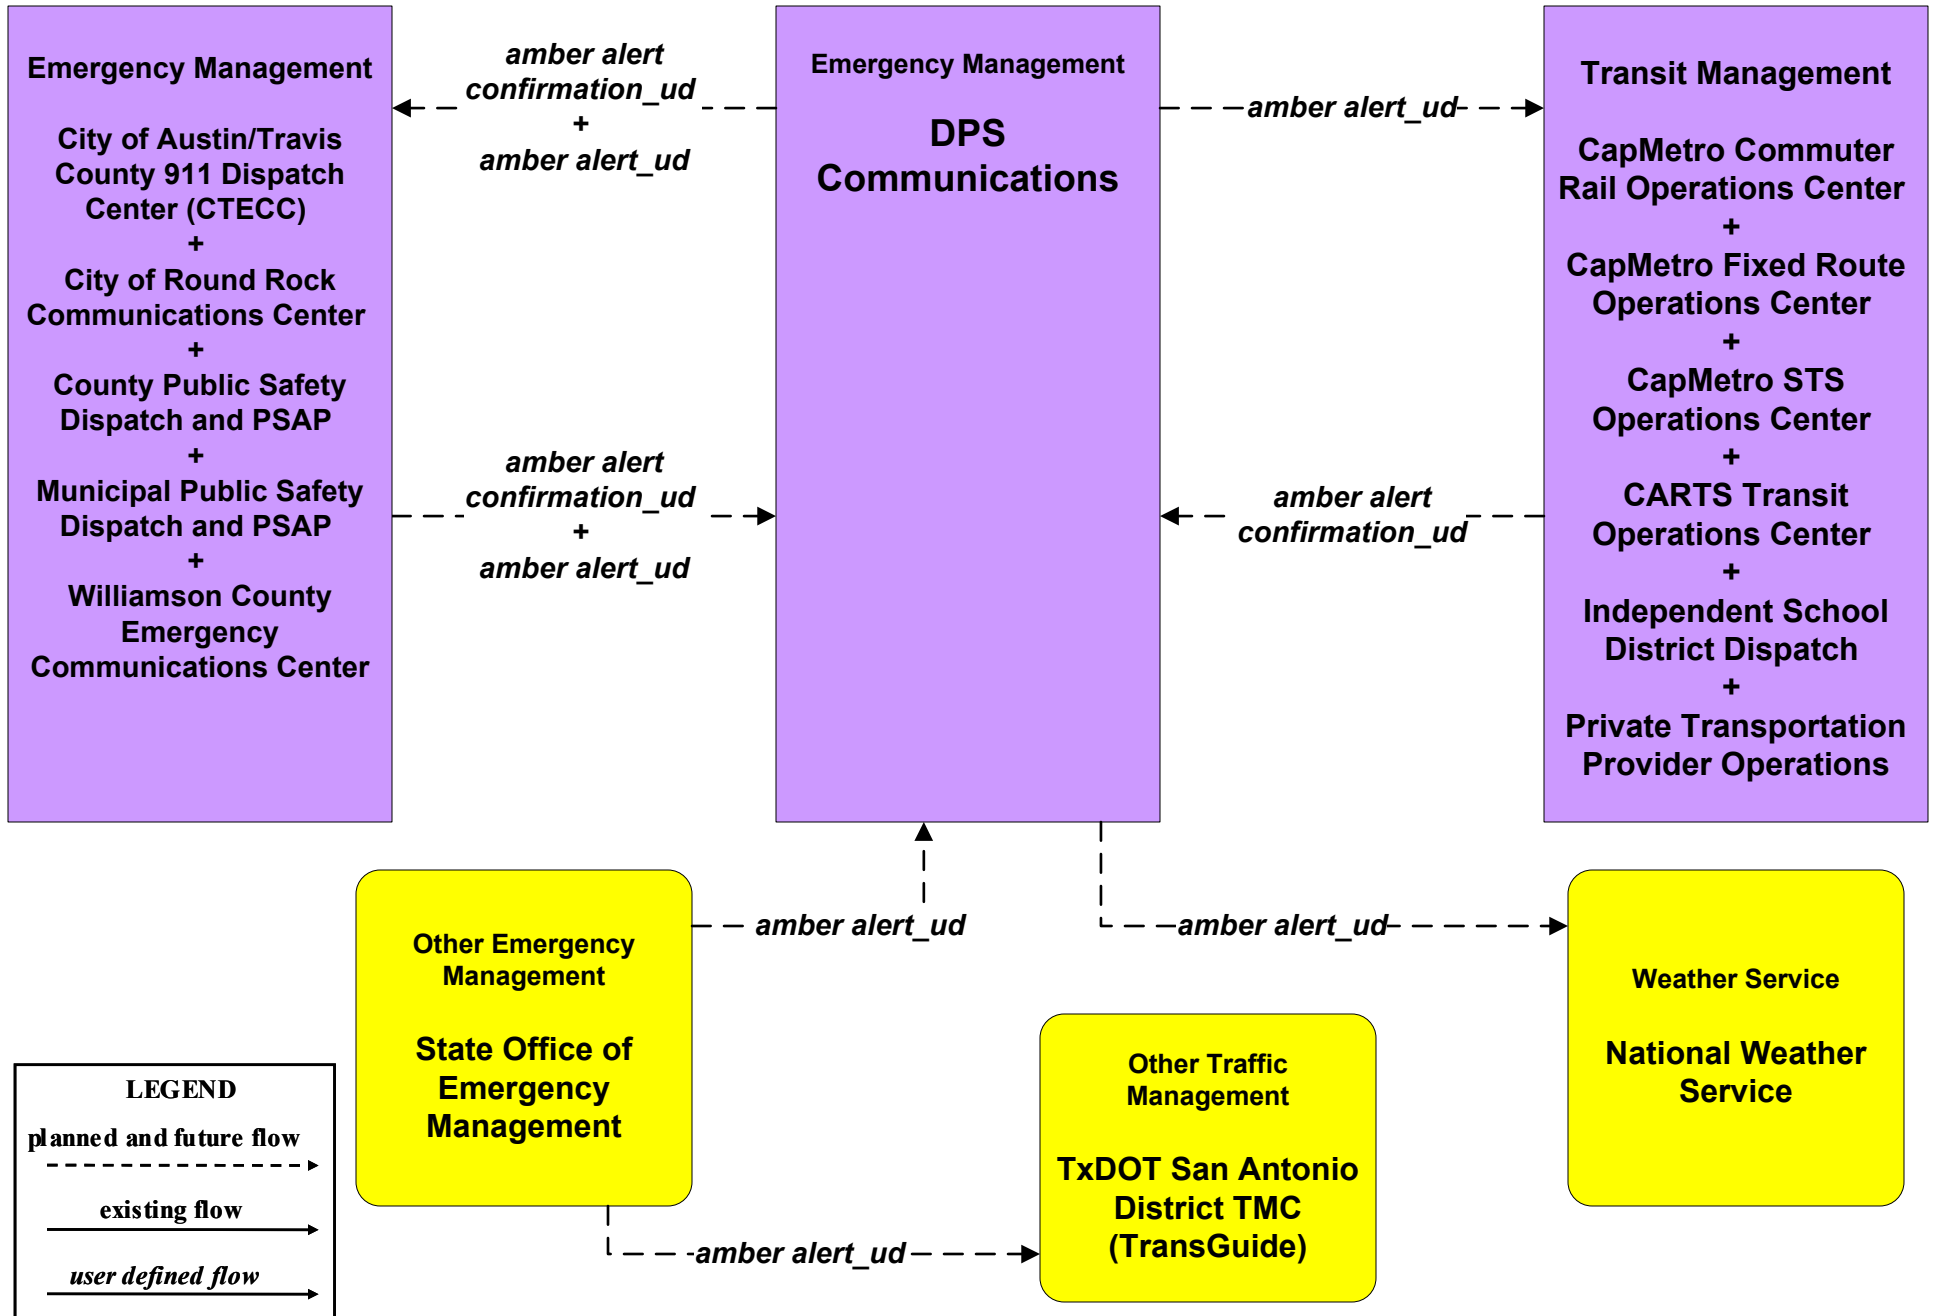 Emergency Management
City of Austin/Travis
County 911 Dispatch
Center (CTECC)
+
City of Round Rock
Communications Center
+
County Public Safety
Dispatch and PSAP
+
Municipal Public Safety
Dispatch and PSAP
+
Williamson County
Emergency
Communications Center
amber alert
confirmation_ud
+
amber alert_ud
amber alert
confirmation_ud
+
amber alert_ud
Emergency Management
DPS
Communications
amber alert_ud
amber alert
confirmation_ud
Transit Management
CapMetro Commuter
Rail Operations Center
+
CapMetro Fixed Route
Operations Center
+
CapMetro STS
Operations Center
+
CARTS Transit
Operations Center
+
Independent School
District Dispatch
+
Private Transportation
Provider Operations
Other Emergency
Management
State Office of
Emergency
Management
amber alert_ud
amber alert_ud
Weather Service
National Weather
Service
Other Traffic
Management
TxDOT San Antonio
District TMC
(TransGuide)
amber alert_ud
LEGEND
planned and future flow
existing flow
user defined flow